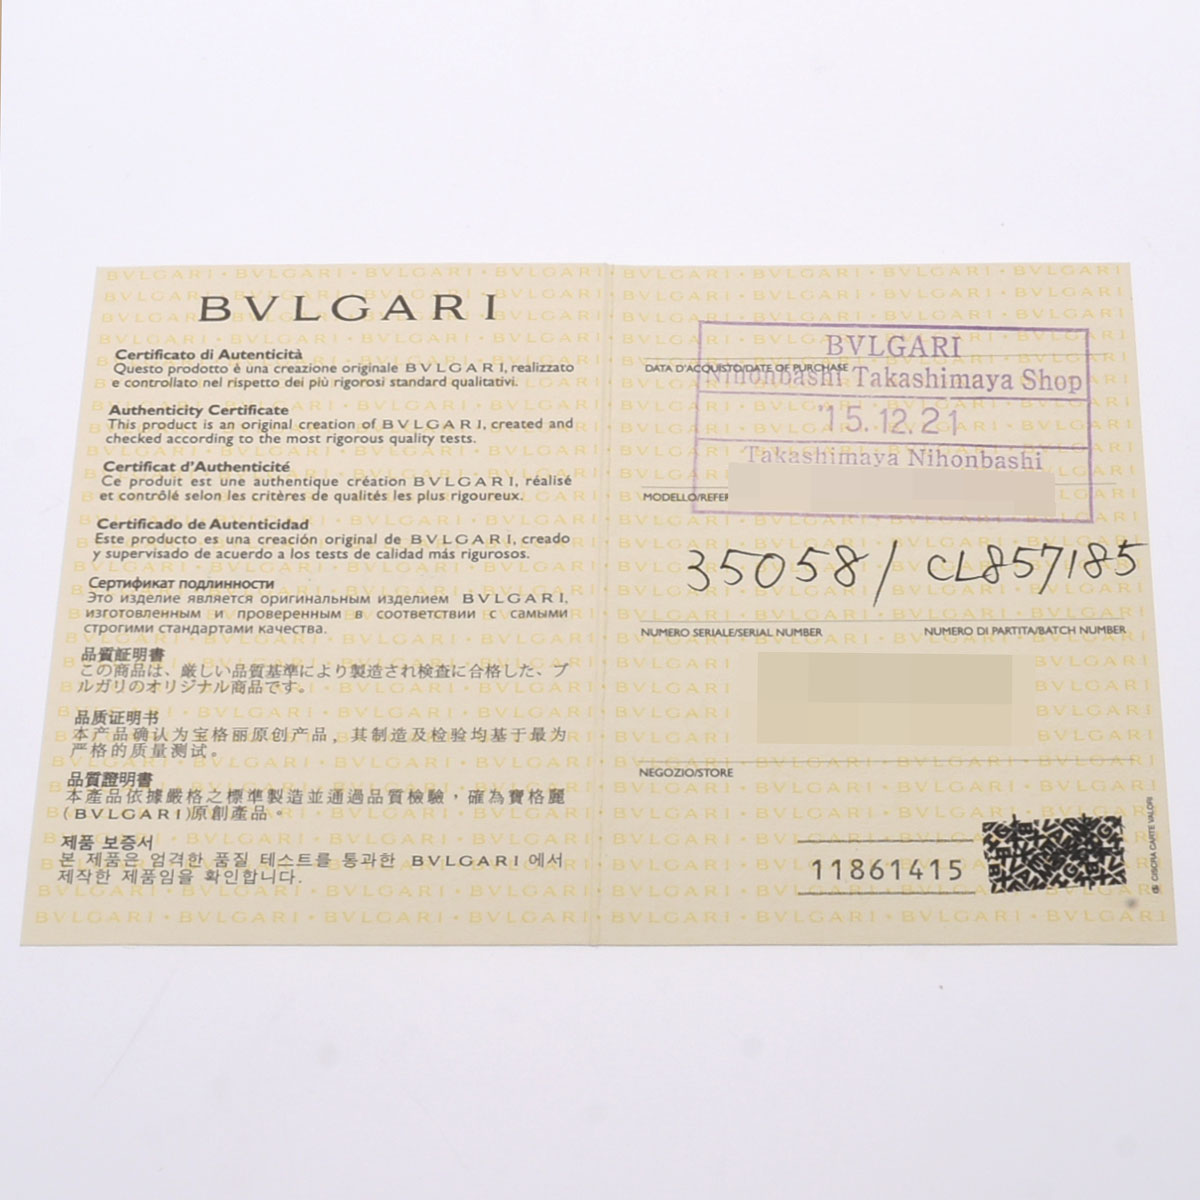 BVLGARI
Certificato di Autenticità
Questo prodotto é una creazione originale BVLGARI, realizzato
e controllato nel rispetto dei più rigorosi standard qualitativi.
Authenticity Certificate
This product is an original creation of BVLGARI, created and
checked according to the most rigorous quality tests.
Certificat d'Authenticité
Ce produit est une authentique création BVLGARI, réalisé
et contrôlé selon les critères de qualités les plus rigoureux.
Certificado de Autenticidad
Este producto es una creación original de BVLGARI, creado
y supervisado de acuerdo a los tests de calidad más rigurosos.
Сертификат подлинности
Это изделие является оригинальным изделием BVLGARI,
изготовленным и проверенным в соответствии с самыми
строгими стандартами качества.
品質証明書
この商品は、厳しい品質基準により製造され検査に合格した、ブ
ルガリのオリジナル商品です。
品质证明书
本产品确认为宝格丽原创产品，其制造及检验均基于最为
严格的质量测试。
品質證明書
本產品依據嚴格之標準製造並通過品質檢驗，確為寶格麗
(BVLGARI)原創產品。
제품 보증서
본 제품은 엄격한 품질 테스트를 통과한 BVLGARI 에서
제작한 제품임을 확인합니다.
BVLGARI
DATA D'ACQUISTO/DATE OF PURCHASE
Nihonbashi Takashimaya Shop
'15.12.21
Takashimaya Nihonbashi
MODELLO/REFER
35058/CL857185
NUMERO SERIALE/SERIAL NUMBER NUMERO DI PARTITA/BATCH NUMBER
NEGOZIO/STORE
11861415
CISCRA CARTE VALORI